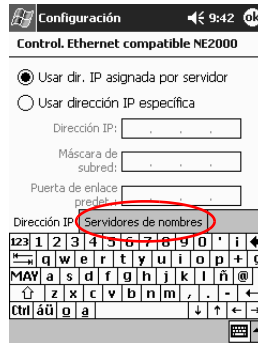 Configuración 9:42 ok
Control. Ethernet compatible NE2000
Usar dir. IP asignada por servidor
Usar dirección IP específica
Dirección IP:
Máscara de
subred:
Puerta de enlace
predet.:
Dirección IP Servidores de nombres
123 1 2 3 4 5 6 7 8 9 0 ' ¡
q w e r t y u i o p +
MAY a s d f g h j k l ñ @
z x c v b n m , . -
Ctrl áü º ª ↓ ↑ ← →